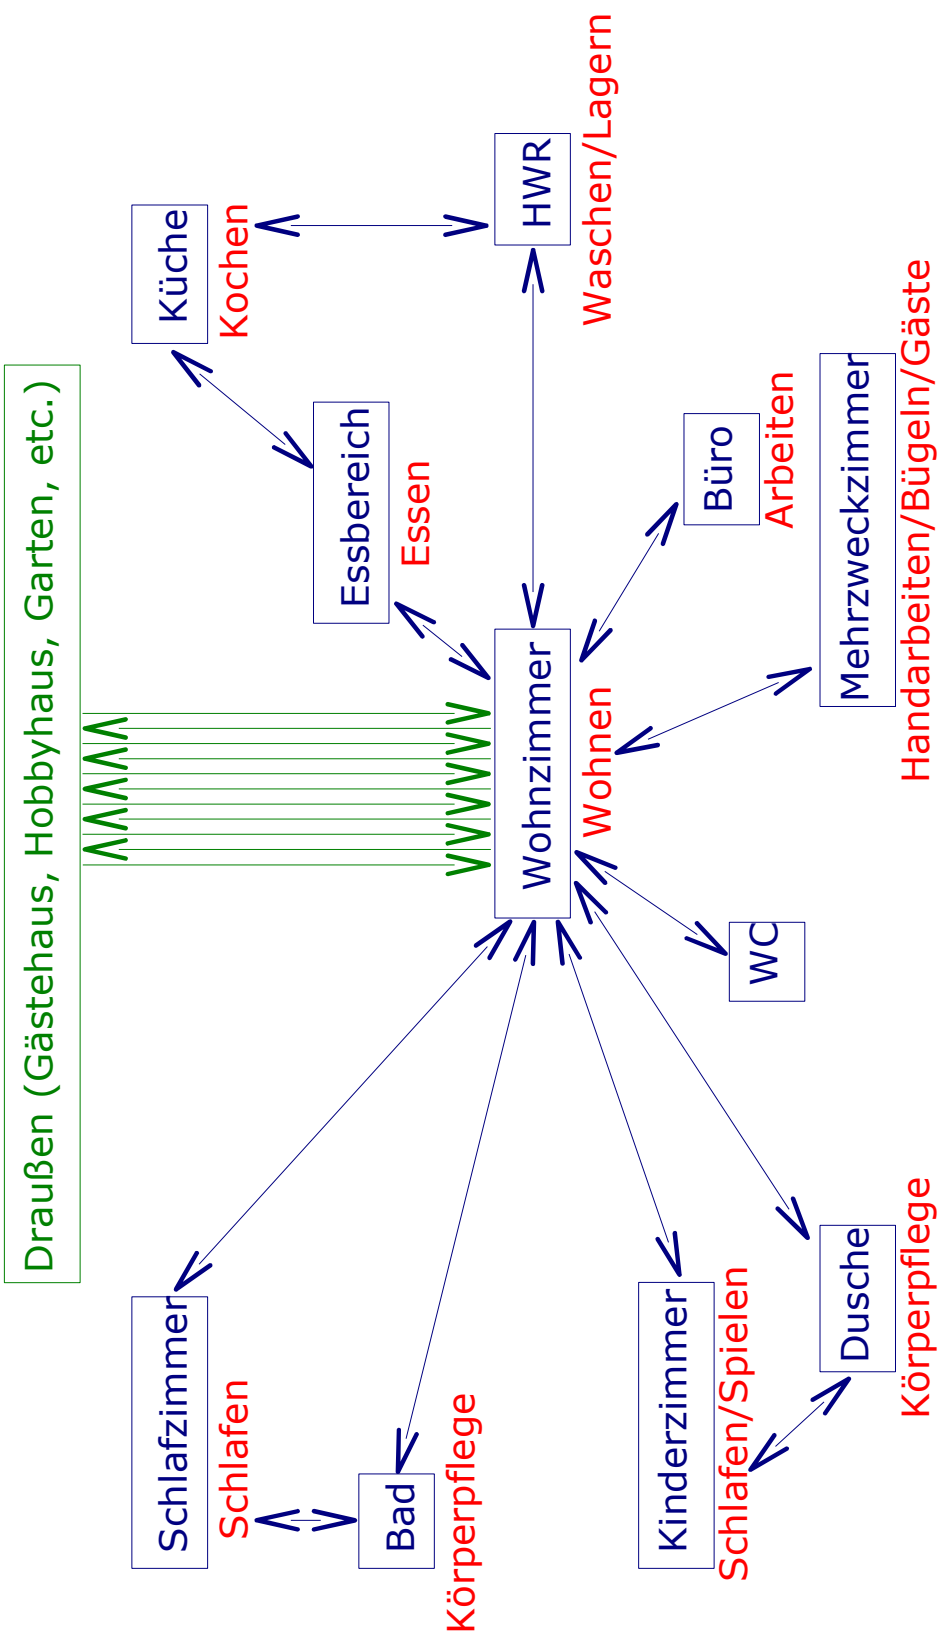 Draußen (Gästehaus, Hobbyhaus, Garten, etc.)
Schlafzimmer
Schlafen
Küche
Kochen
Essbereich
Essen
Bad
Körperpflege
Wohnzimmer
Wohnen
HWR
Waschen/Lagern
Kinderzimmer
Schlafen/Spielen
Büro
Arbeiten
WC
Dusche
Körperpflege
Mehrzweckzimmer
Handarbeiten/Bügeln/Gäste